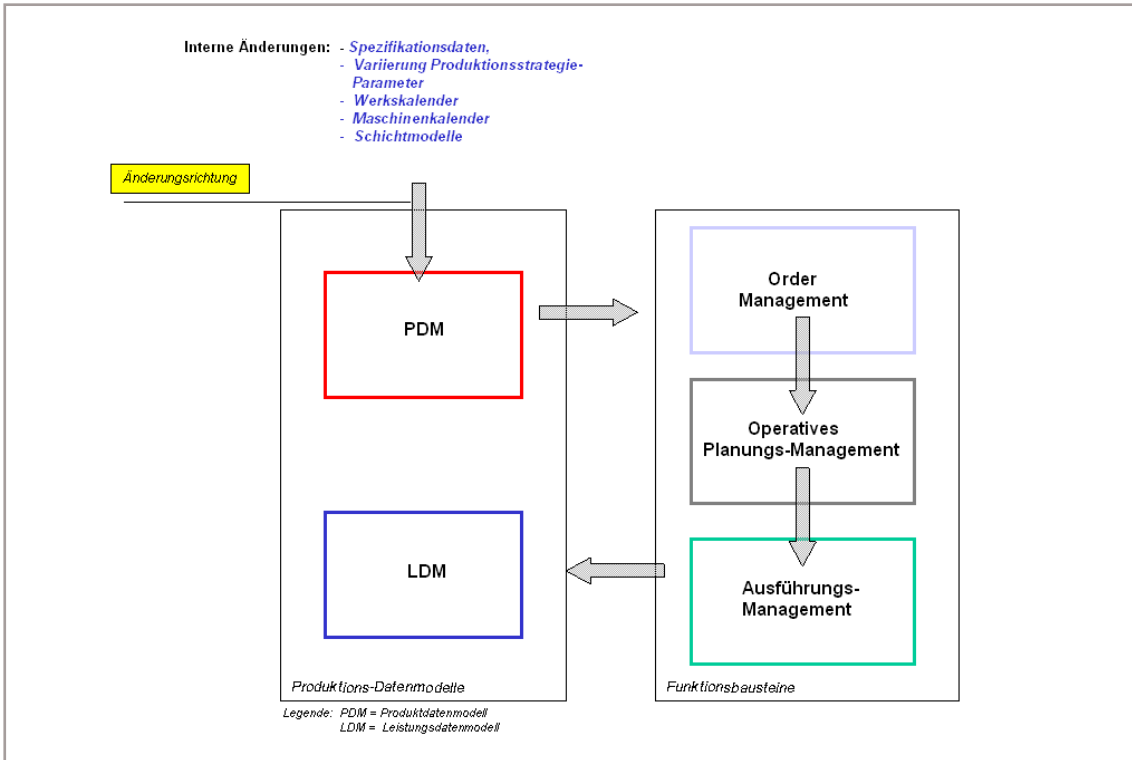 Interne Änderungen: - Spezifikationsdaten,
- Variierung Produktionsstrategie-
Parameter
- Werkskalender
- Maschinenkalender
- Schichtmodelle
Änderungsrichtung
PDM
LDM
Produktions-Datenmodelle
Order
Management
Operatives
Planungs-Management
Ausführungs-
Management
Funktionsbausteine
Legende: PDM = Produktdatenmodell
LDM = Leistungsdatenmodell